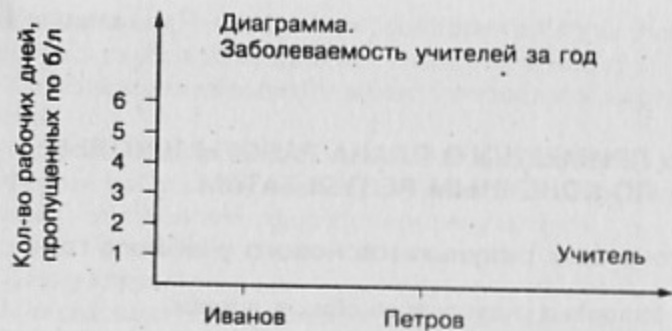 Диаграмма.
Заболеваемость учителей за год
Кол-во рабочих дней,
пропущенных по б/л
6
5
4
3
2
1
Учитель
Иванов Петров